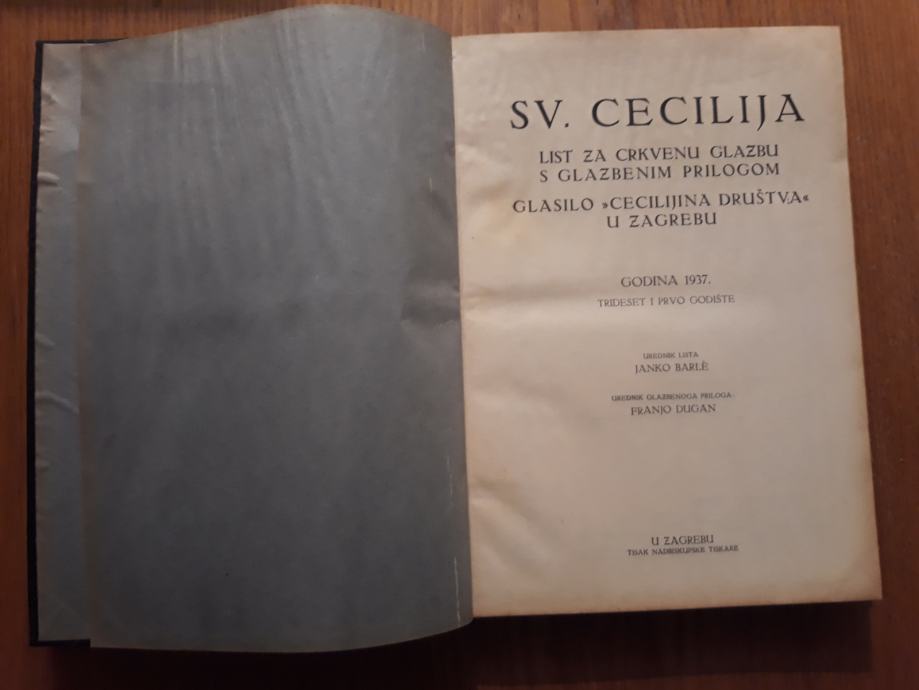 SV. CECILIJA
LIST ZA CRKVENU GLAZBU
S GLAZBENIM PRILOGOM
GLASILO »CECILIJINA DRUŠTVA«
U ZAGREBU
GODINA 1937.
TRIDESET I PRVO GODIŠTE
UREDNIK LISTA
JANKO BARLÈ
UREDNIK GLAZBENOGA PRILOGA
FRANJO DUGAN
U ZAGREBU
TISAK NADBISKUPSKE TISKARE